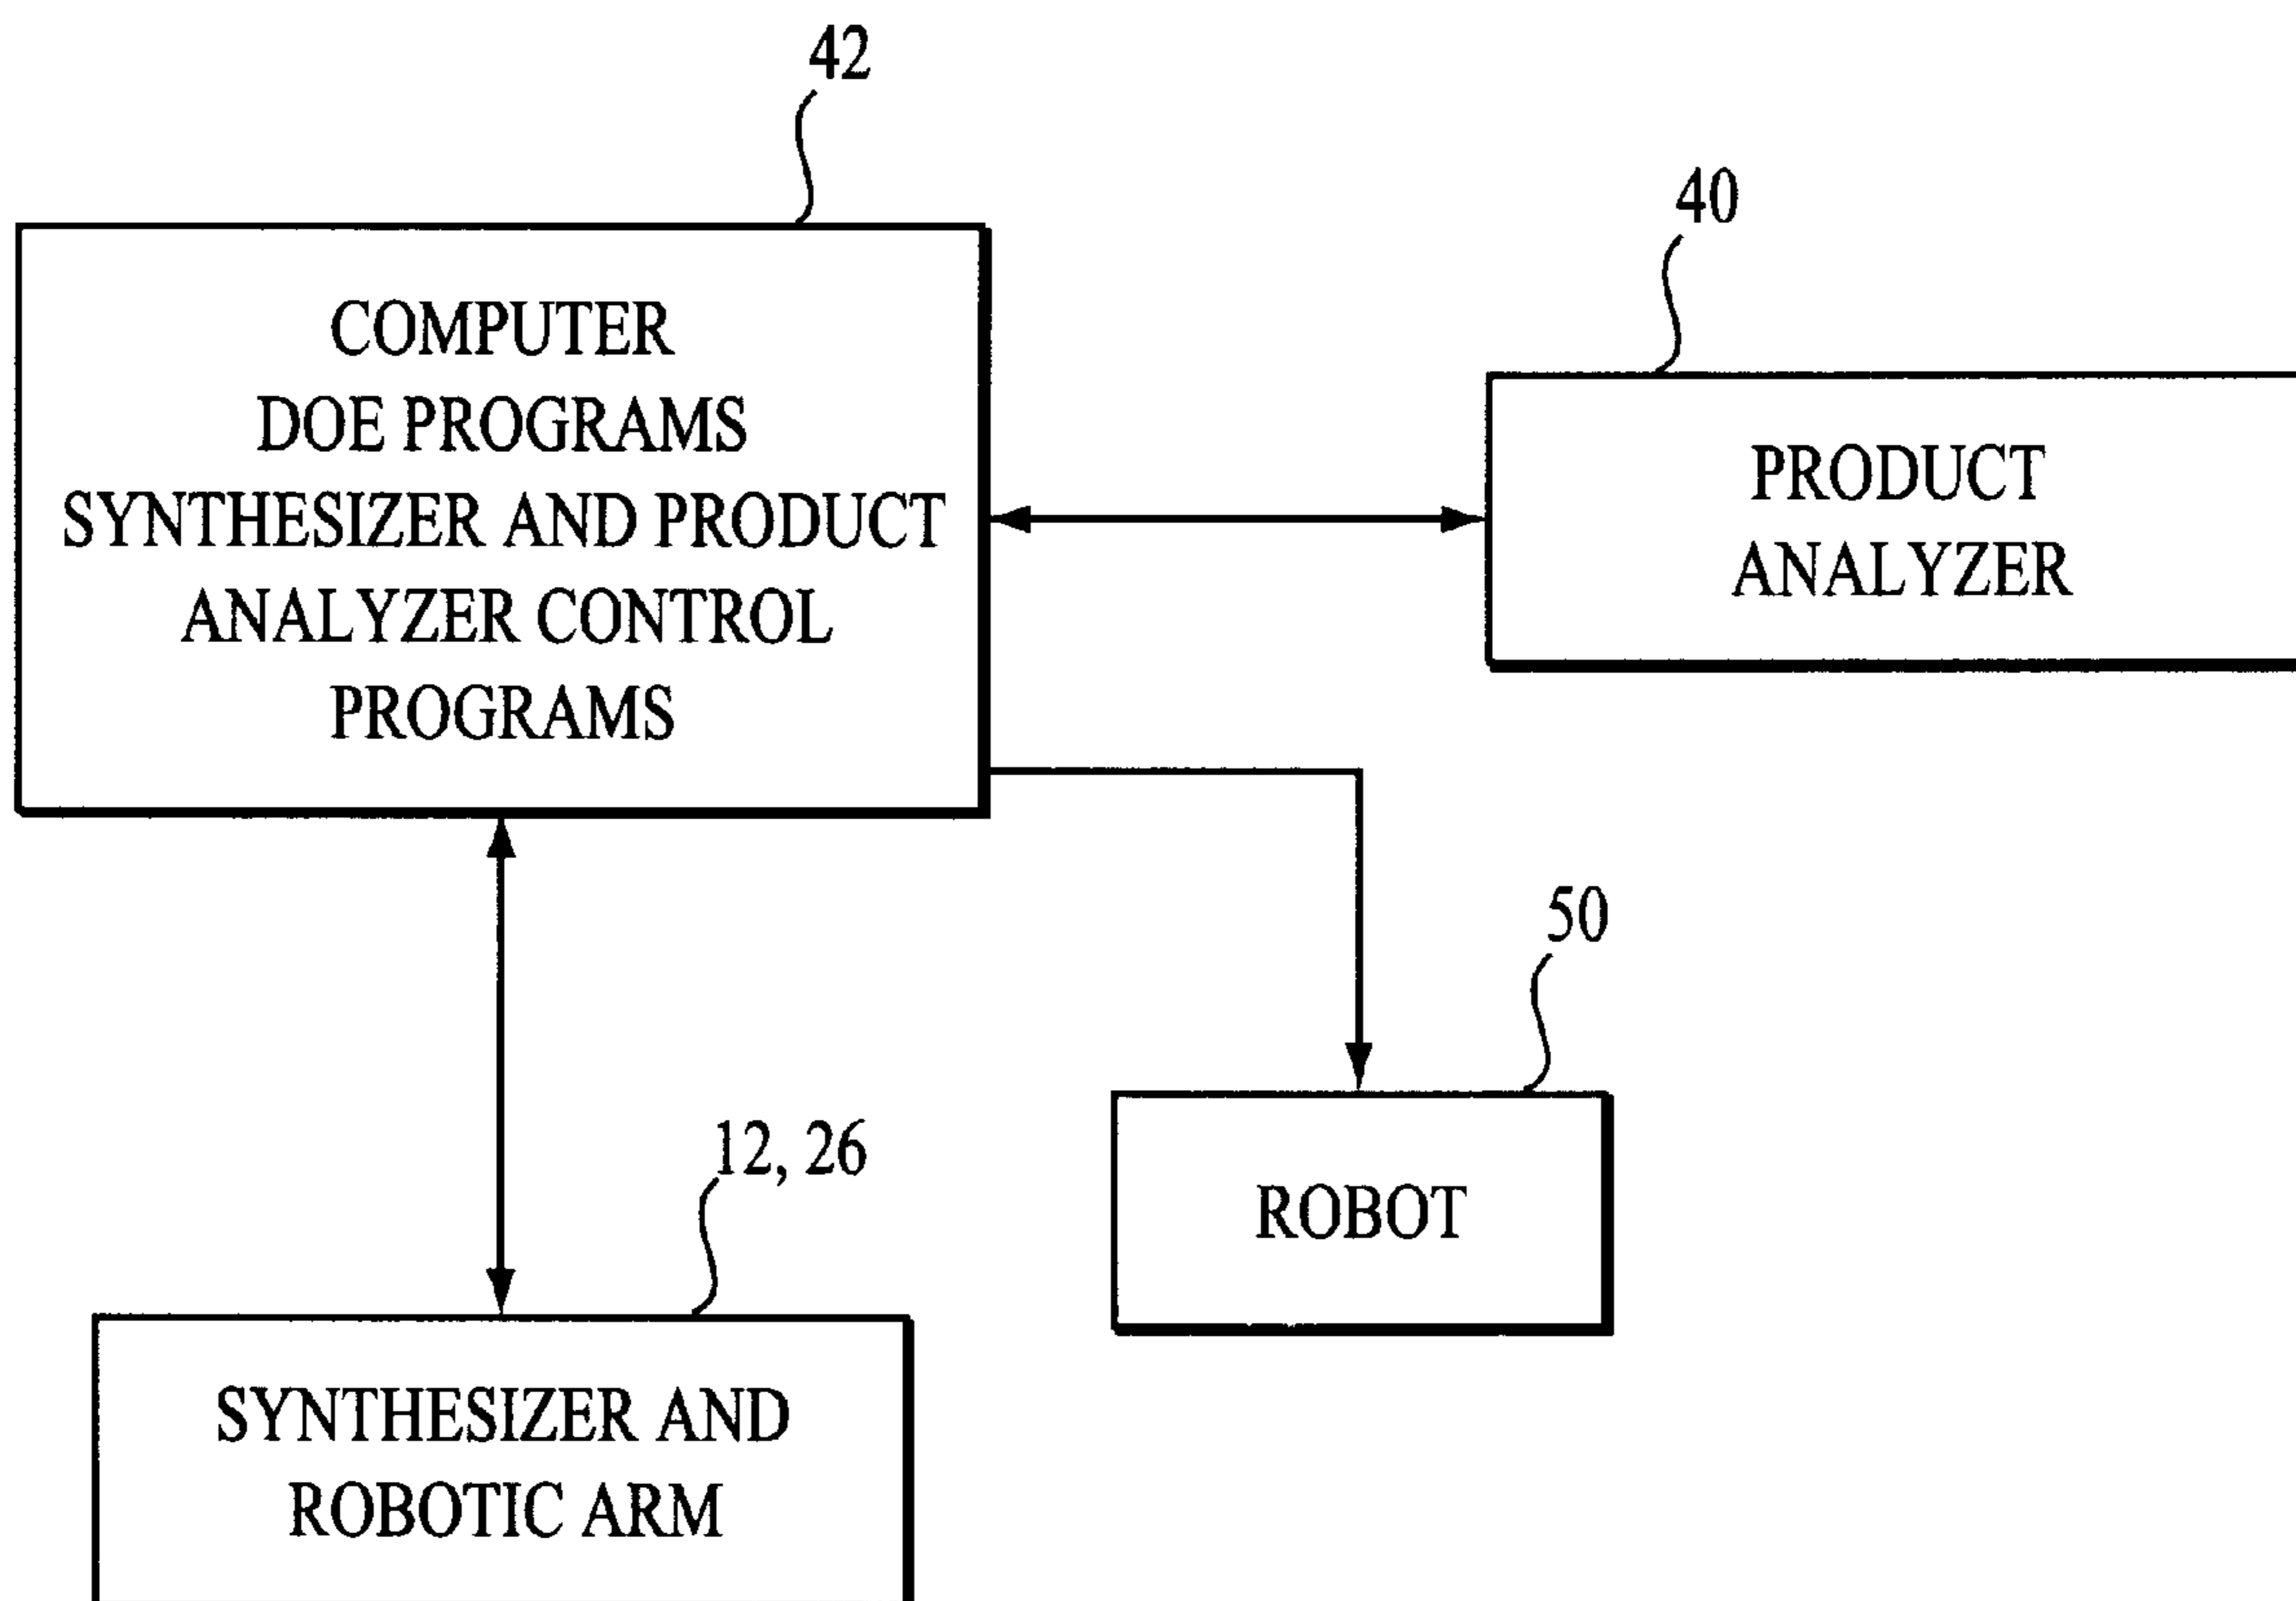 42
40
COMPUTER
DOE PROGRAMS
SYNTHESIZER AND PRODUCT
ANALYZER CONTROL
PROGRAMS
PRODUCT
ANALYZER
50
12, 26
ROBOT
SYNTHESIZER AND
ROBOTIC ARM